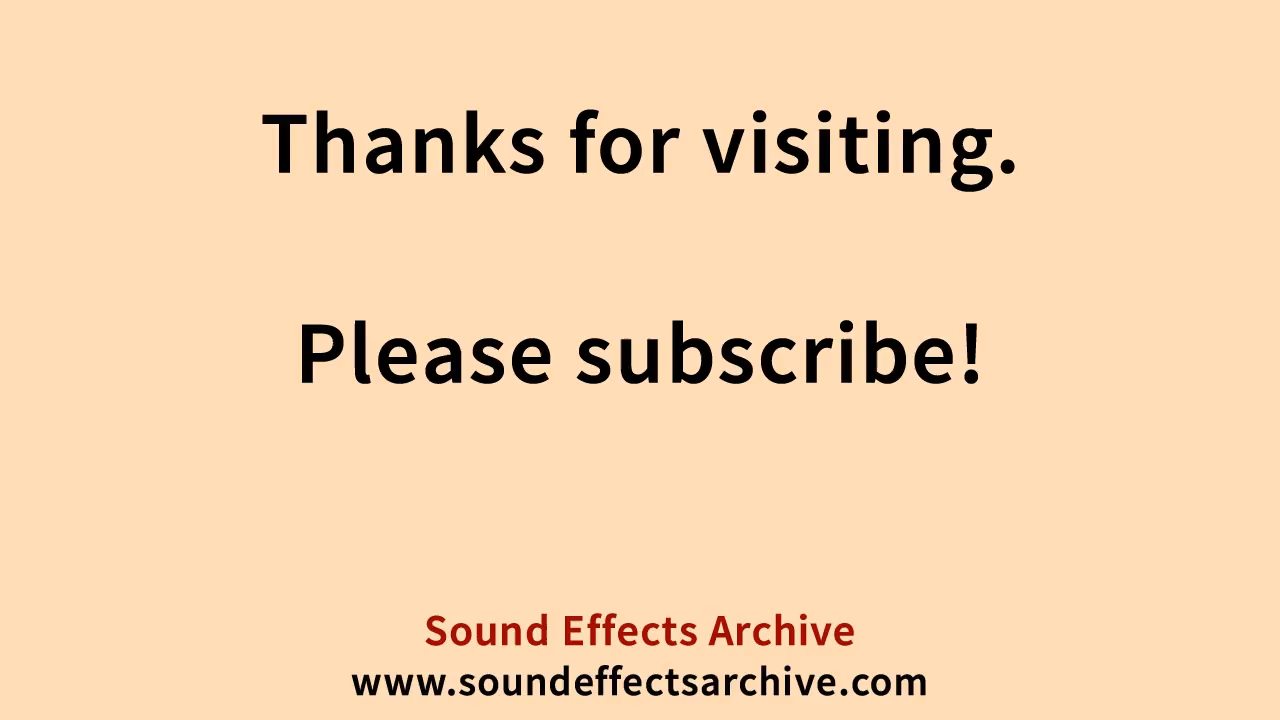 Thanks for visiting.
Please subscribe!
Sound Effects Archive
www.soundeffectsarchive.com